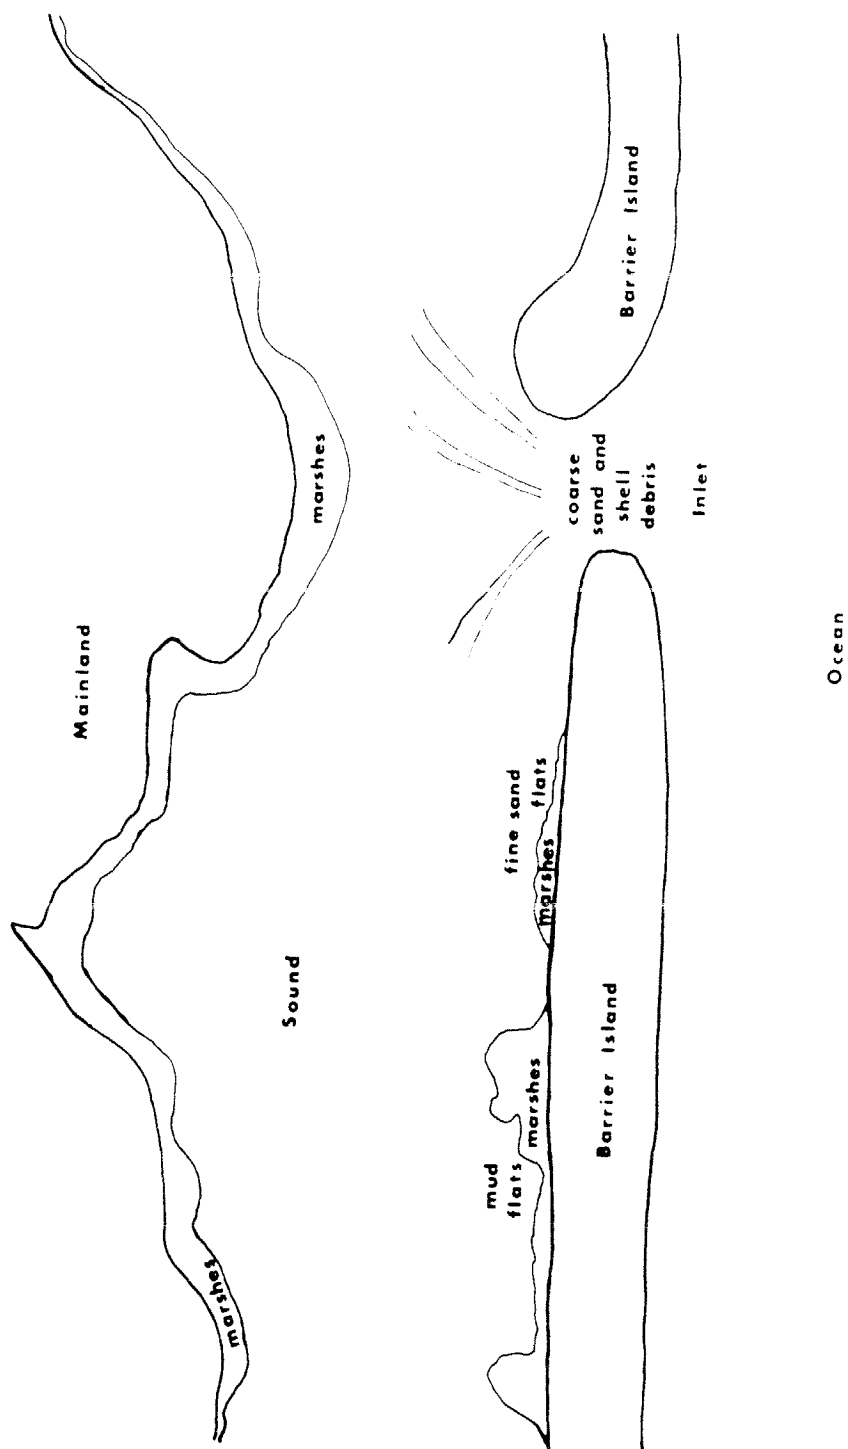 Mainland
marshes
marshes
Sound
Barrier Island
coarse
sand and
shell
debris
Inlet
fine sand
flats
marshes
mud
flats
marshes
Barrier Island
Ocean